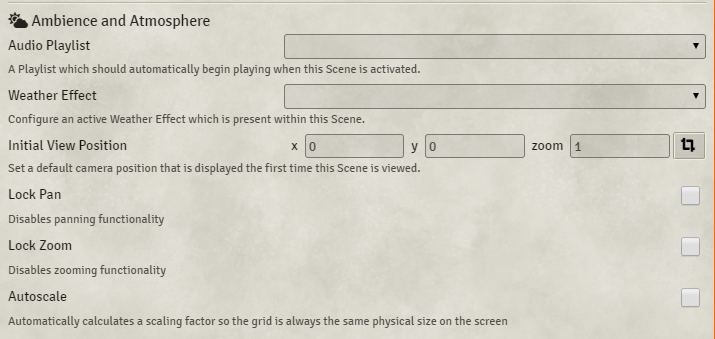 Ambience and Atmosphere
Audio Playlist
A Playlist which should automatically begin playing when this Scene is activated.
Weather Effect
Configure an active Weather Effect which is present within this Scene.
Initial View Position x 0 y 0 zoom 1
Set a default camera position that is displayed the first time this Scene is viewed.
Lock Pan
Disables panning functionality
Lock Zoom
Disables zooming functionality
Autoscale
Automatically calculates a scaling factor so the grid is always the same physical size on the screen